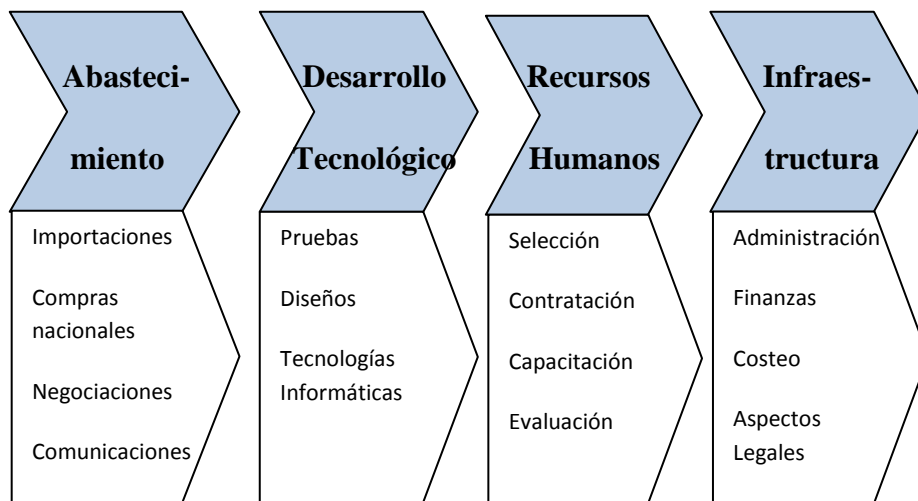 Abasteci-
miento
Importaciones
Compras
nacionales
Negociaciones
Comunicaciones
Desarrollo
Tecnológico
Pruebas
Diseños
Tecnologías
Informáticas
Recursos
Humanos
Selección
Contratación
Capacitación
Evaluación
Infraes-
tructura
Administración
Finanzas
Costeo
Aspectos
Legales